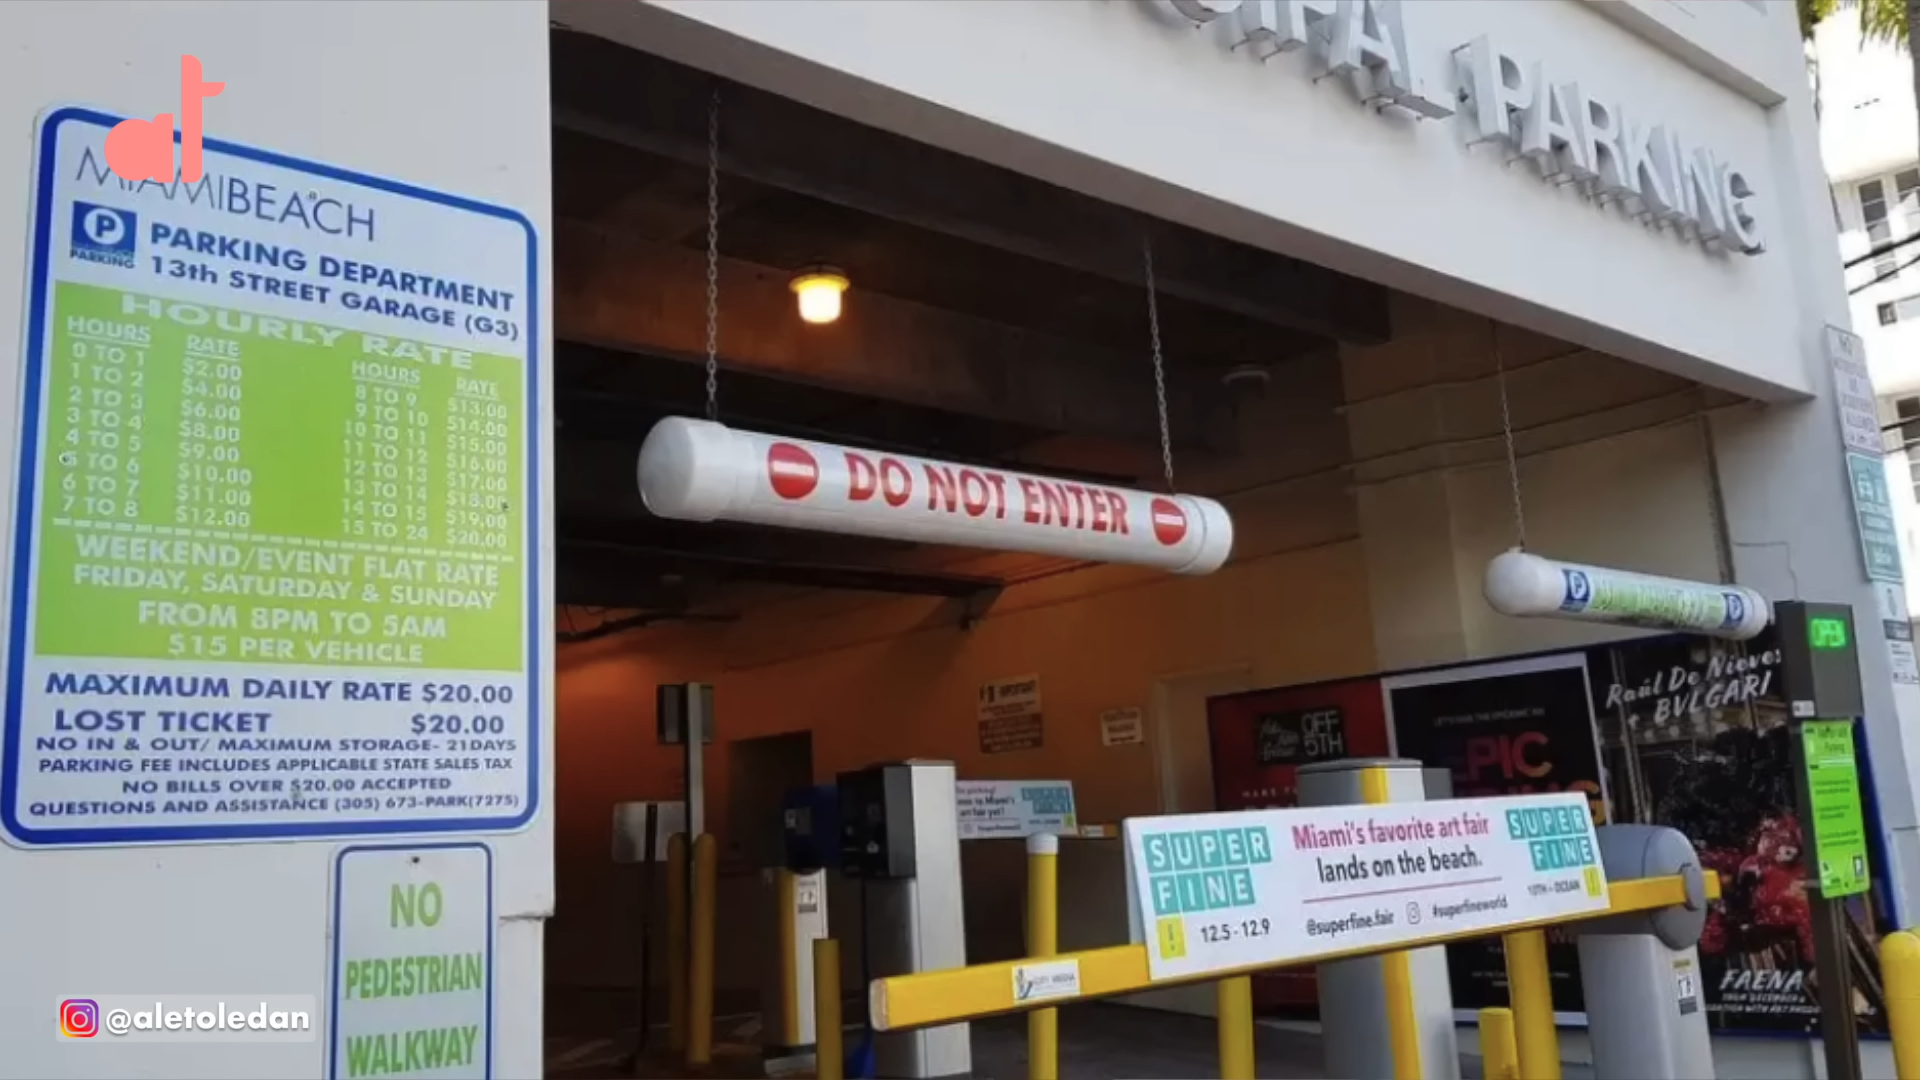 MIAMIBEACH
P
PARKING
PARKING DEPARTMENT
13th STREET GARAGE (G3)
HOURLY RATE
HOURS RATE
0 TO 1 $2.00
1 TO 2 $4.00
2 TO 3 $6.00
3 TO 4 $8.00
4 TO 5 $9.00
5 TO 6 $10.00
6 TO 7 $11.00
7 TO 8 $12.00
HOURS RATE
8 TO 9 $13.00
9 TO 10 $14.00
10 TO 11 $15.00
11 TO 12 $16.00
12 TO 13 $17.00
13 TO 14 $18.00
14 TO 15 $19.00
15 TO 24 $20.00
WEEKEND/EVENT FLAT RATE
FRIDAY, SATURDAY & SUNDAY
FROM 8PM TO 5AM
$15 PER VEHICLE
MAXIMUM DAILY RATE $20.00
LOST TICKET $20.00
NO IN & OUT/ MAXIMUM STORAGE- 21DAYS
PARKING FEE INCLUDES APPLICABLE STATE SALES TAX
NO BILLS OVER $20.00 ACCEPTED
QUESTIONS AND ASSISTANCE (305) 673-PARK(7275)
NO
PEDESTRIAN
WALKWAY
@aletoledan
PARKING
DO NOT ENTER
OPEN
OFF
5TH
Raúl De Nieves
+ BVLGARI
FAENA
SUPER
FINE
12.5 - 12.9
Miami's favorite art fair
lands on the beach.
@superfine.fair #superfineworld
SUPER
FINE
10TH - OCEAN